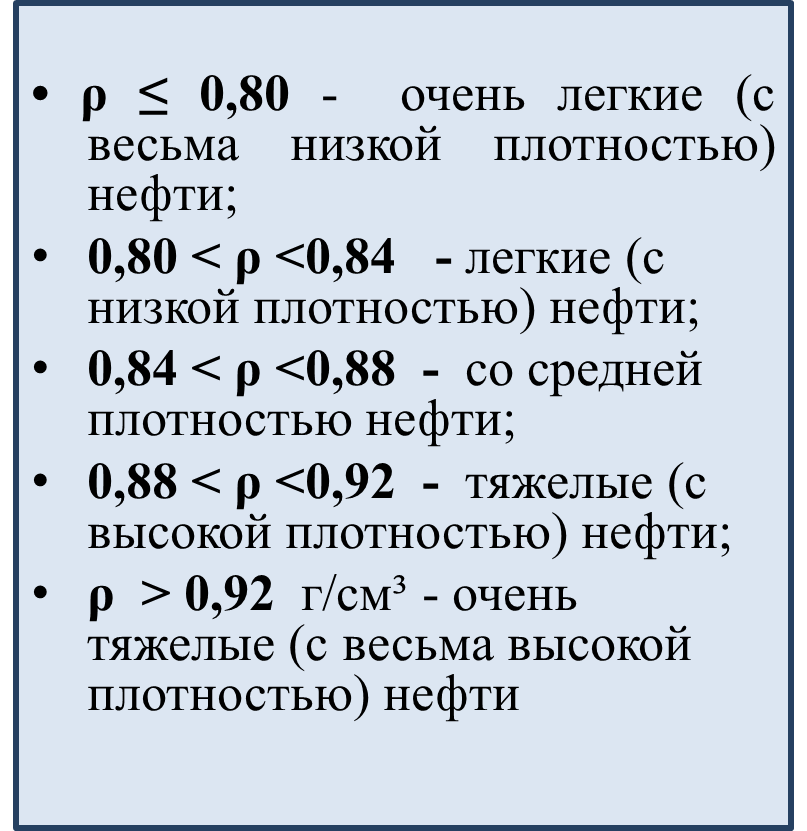 • ρ ≤ 0,80 - очень легкие (с
весьма низкой плотностью)
нефти;
• 0,80 < ρ <0,84 - легкие (с
низкой плотностью) нефти;
• 0,84 < ρ <0,88 - со средней
плотностью нефти;
• 0,88 < ρ <0,92 - тяжелые (с
высокой плотностью) нефти;
• ρ > 0,92 г/см³ - очень
тяжелые (с весьма высокой
плотностью) нефти